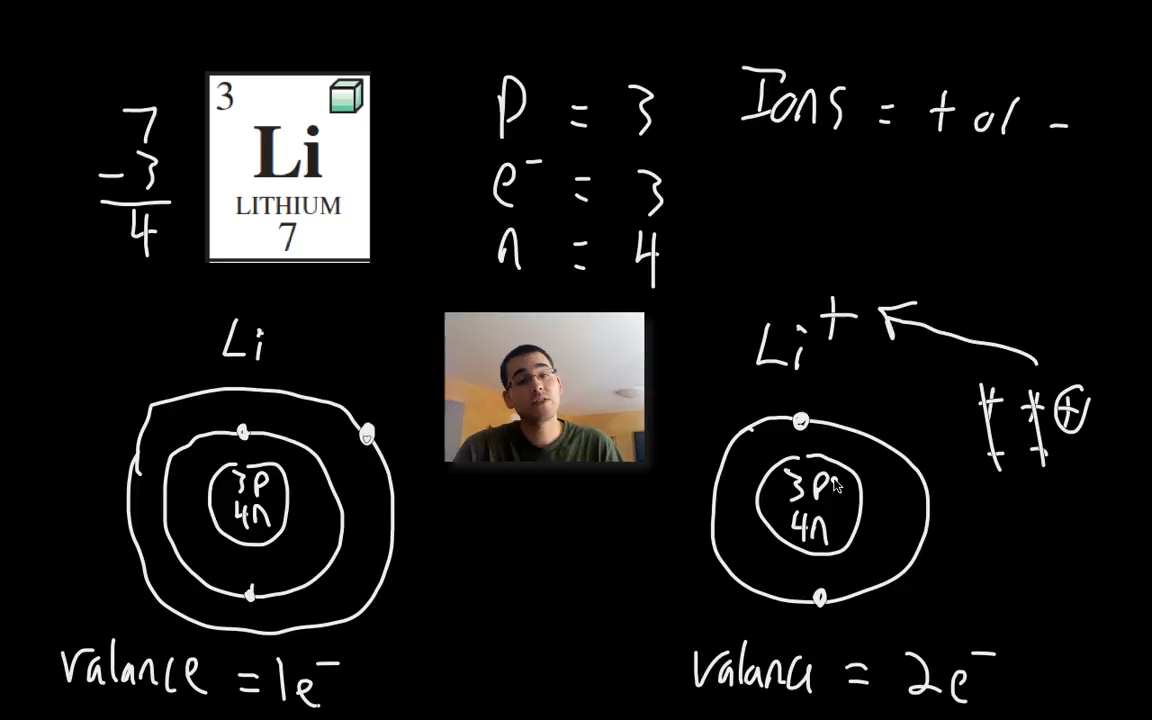 7
- 3
4
3
Li
LITHIUM
7
p = 3
e⁻ = 3
n = 4
Ions = + or -
Li
3p
4n
valance = 1e⁻
Li +
+ + +
- -
3p
4n
valance = 2e⁻